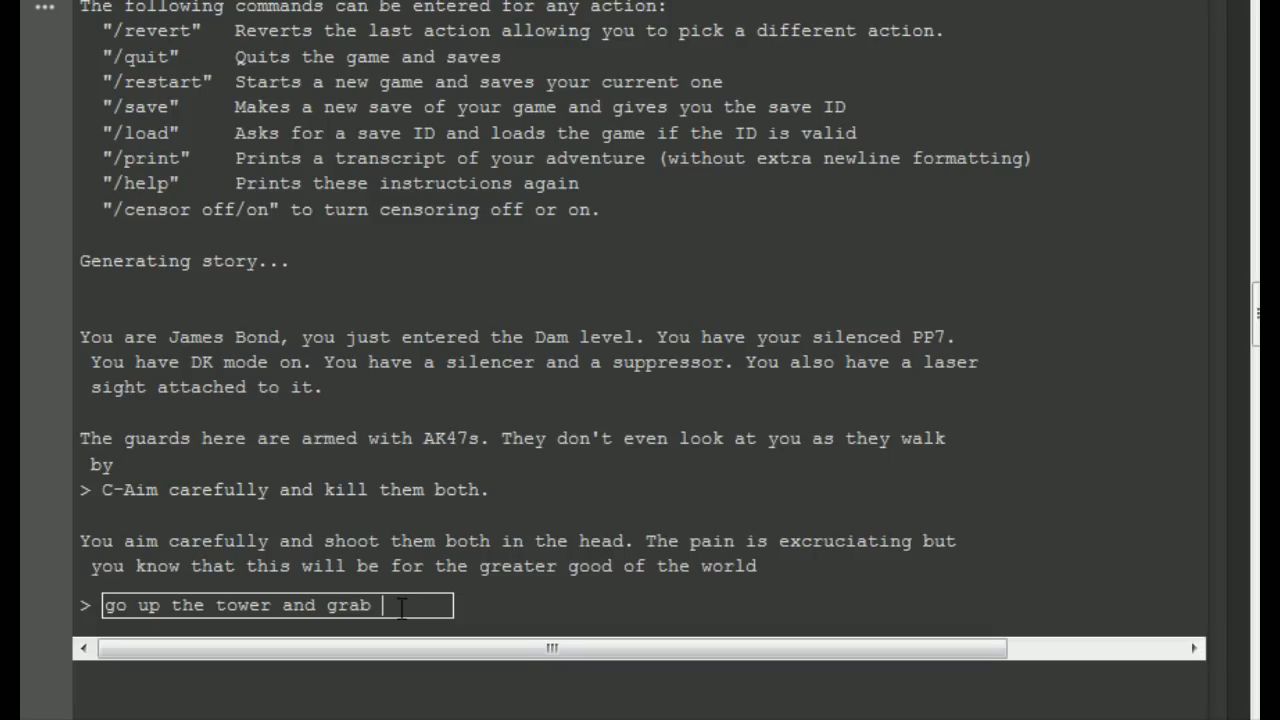 The following commands can be entered for any action:
"/revert" Reverts the last action allowing you to pick a different action.
"/quit" Quits the game and saves
"/restart" Starts a new game and saves your current one
"/save" Makes a new save of your game and gives you the save ID
"/load" Asks for a save ID and loads the game if the ID is valid
"/print" Prints a transcript of your adventure (without extra newline formatting)
"/help" Prints these instructions again
"/censor off/on" to turn censoring off or on.
Generating story...
You are James Bond, you just entered the Dam level. You have your silenced PP7.
You have DK mode on. You have a silencer and a suppressor. You also have a laser
sight attached to it.
The guards here are armed with AK47s. They don't even look at you as they walk
by
> C-Aim carefully and kill them both.
You aim carefully and shoot them both in the head. The pain is excruciating but
you know that this will be for the greater good of the world
> go up the tower and grab